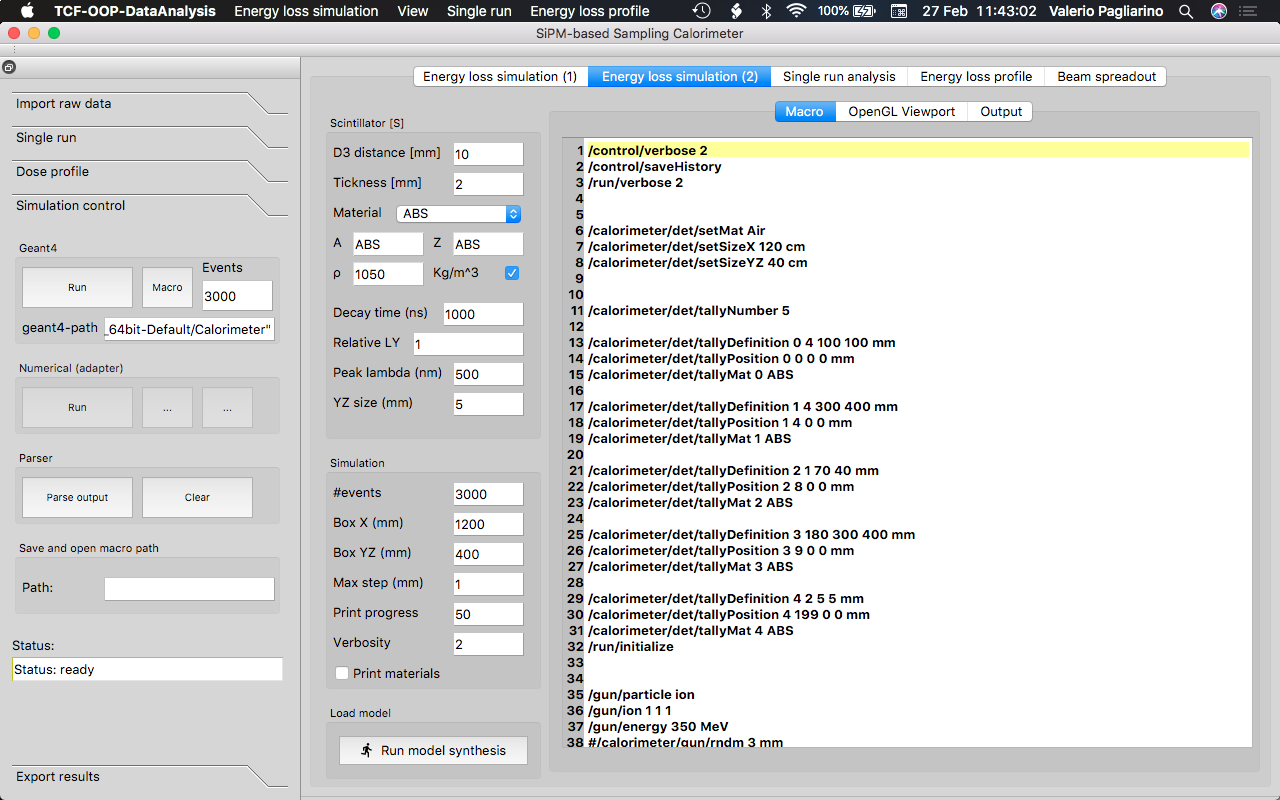 TCF-OOP-DataAnalysis Energy loss simulation View Single run Energy loss profile 100% 27 Feb 11:43:02 Valerio Pagliarino
SiPM-based Sampling Calorimeter
Import raw data
Single run
Dose profile
Simulation control
Geant4
Run Macro Events
3000
geant4-path _64bit-Default/Calorimeter"
Numerical (adapter)
Run ... ...
Parser
Parse output Clear
Save and open macro path
Path:
Status:
Status: ready
Export results
Energy loss simulation (1) Energy loss simulation (2) Single run analysis Energy loss profile Beam spreadout
Scintillator [S]
D3 distance [mm] 10
Tickness [mm] 2
Material ABS
A ABS Z ABS
ρ 1050 Kg/m^3
Decay time (ns) 1000
Relative LY 1
Peak lambda (nm) 500
YZ size (mm) 5
Simulation
#events 3000
Box X (mm) 1200
Box YZ (mm) 400
Max step (mm) 1
Print progress 50
Verbosity 2
Print materials
Load model
Run model synthesis
Macro OpenGL Viewport Output
1 /control/verbose 2
2 /control/saveHistory
3 /run/verbose 2
4
5
6 /calorimeter/det/setMat Air
7 /calorimeter/det/setSizeX 120 cm
8 /calorimeter/det/setSizeYZ 40 cm
9
10
11 /calorimeter/det/tallyNumber 5
12
13 /calorimeter/det/tallyDefinition 0 4 100 100 mm
14 /calorimeter/det/tallyPosition 0 0 0 0 mm
15 /calorimeter/det/tallyMat 0 ABS
16
17 /calorimeter/det/tallyDefinition 1 4 300 400 mm
18 /calorimeter/det/tallyPosition 1 4 0 0 mm
19 /calorimeter/det/tallyMat 1 ABS
20
21 /calorimeter/det/tallyDefinition 2 1 70 40 mm
22 /calorimeter/det/tallyPosition 2 8 0 0 mm
23 /calorimeter/det/tallyMat 2 ABS
24
25 /calorimeter/det/tallyDefinition 3 180 300 400 mm
26 /calorimeter/det/tallyPosition 3 9 0 0 mm
27 /calorimeter/det/tallyMat 3 ABS
28
29 /calorimeter/det/tallyDefinition 4 2 5 5 mm
30 /calorimeter/det/tallyPosition 4 199 0 0 mm
31 /calorimeter/det/tallyMat 4 ABS
32 /run/initialize
33
34
35 /gun/particle ion
36 /gun/ion 1 1 1
37 /gun/energy 350 MeV
38 #/calorimeter/gun/rndm 3 mm